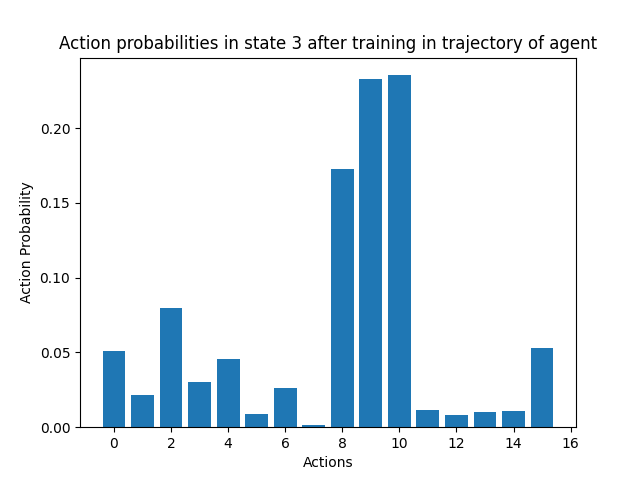 Action probabilities in state 3 after training in trajectory of agent
Action Probability
0.20
0.15
0.10
0.05
0.00
0 2 4 6 8 10 12 14 16
Actions